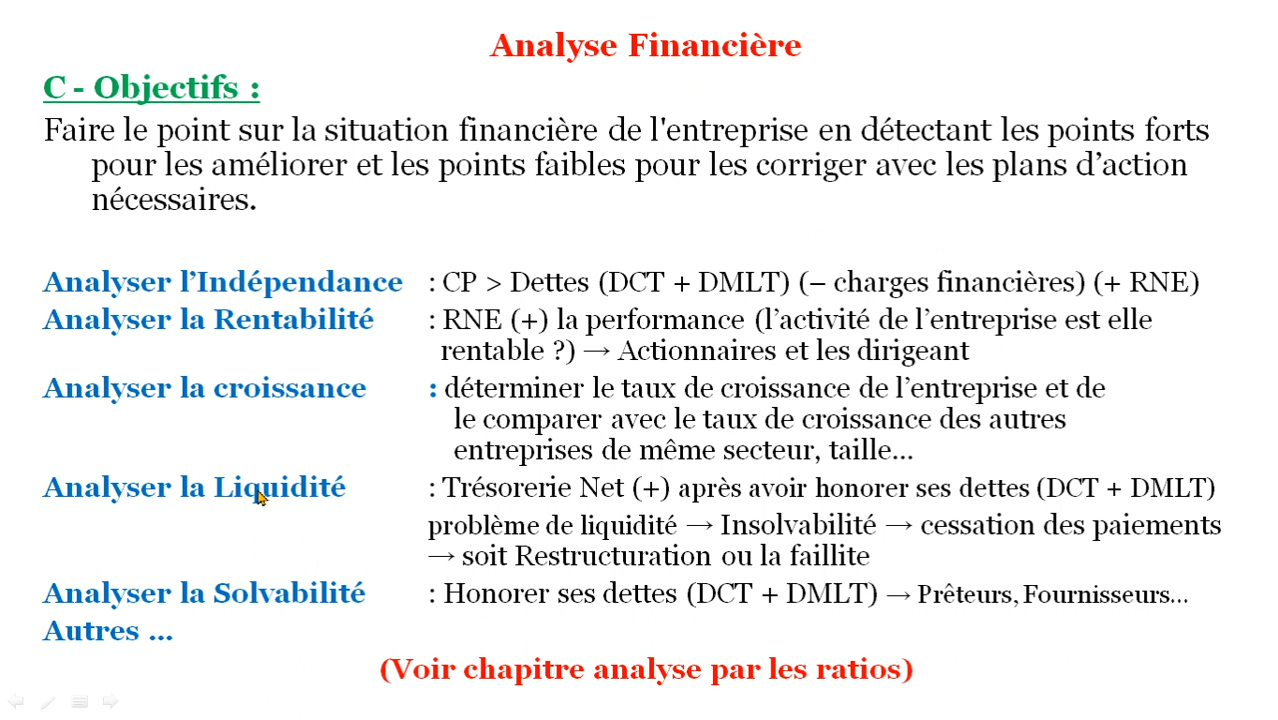 Analyse Financière
C - Objectifs :
Faire le point sur la situation financière de l'entreprise en détectant les points forts
pour les améliorer et les points faibles pour les corriger avec les plans d’action
nécessaires.
Analyser l’Indépendance : CP > Dettes (DCT + DMLT) (– charges financières) (+ RNE)
Analyser la Rentabilité : RNE (+) la performance (l’activité de l’entreprise est elle
rentable ?) → Actionnaires et les dirigeant
Analyser la croissance : déterminer le taux de croissance de l’entreprise et de
le comparer avec le taux de croissance des autres
entreprises de même secteur, taille...
Analyser la Liquidité : Trésorerie Net (+) après avoir honorer ses dettes (DCT + DMLT)
problème de liquidité → Insolvabilité → cessation des paiements
→ soit Restructuration ou la faillite
Analyser la Solvabilité : Honorer ses dettes (DCT + DMLT) → Prêteurs, Fournisseurs...
Autres ...
(Voir chapitre analyse par les ratios)